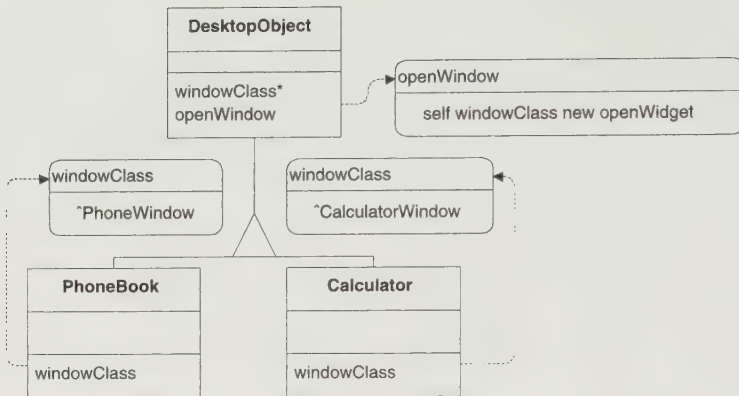 DesktopObject
windowClass*
openWindow
openWindow
self windowClass new openWidget
windowClass
^PhoneWindow
windowClass
^CalculatorWindow
PhoneBook
Calculator
windowClass
windowClass